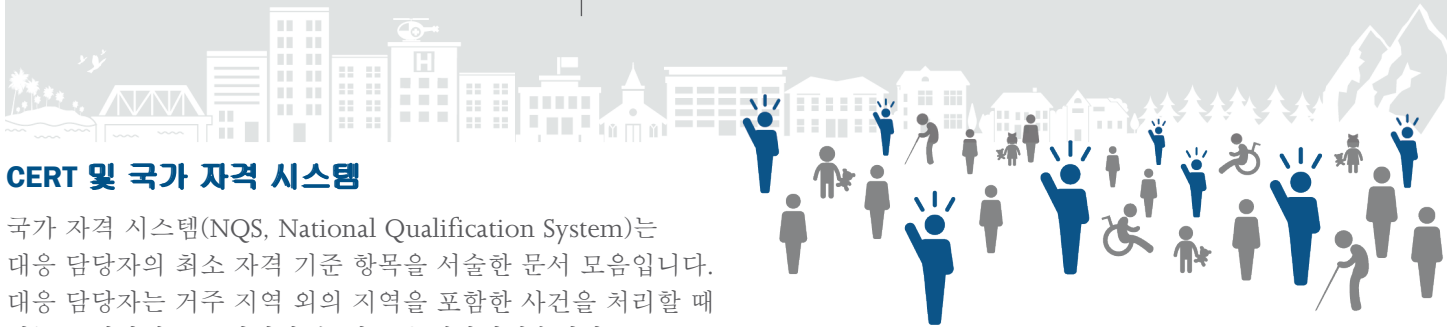 H
CERT 및 국가 자격 시스템
국가 자격 시스템(NQS, National Qualification System)는
대응 담당자의 최소 자격 기준 항목을 서술한 문서 모음입니다.
대응 담당자는 거주 지역 외의 지역을 포함한 사건을 처리할 때